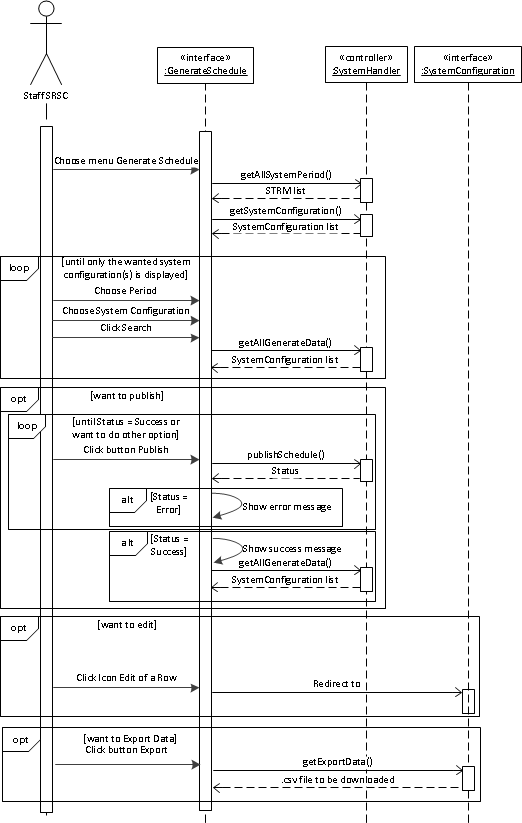 «interface»
:GenerateSchedule
«controller»
:SystemHandler
«interface»
:SystemConfiguration
StaffSRSC
Choose menu Generate Schedule
getAllSystemPeriod()
STRM list
getSystemConfiguration()
SystemConfiguration list
loop
[until only the wanted system
configuration(s) is displayed]
Choose Period
Choose System Configuration
Click Search
getAllGenerateData()
SystemConfiguration list
opt
[want to publish]
loop
[until Status = Success or
want to do other option]
Click button Publish
publishSchedule()
Status
alt
[Status =
Error]
Show error message
alt
[Status =
Success]
Show success message
getAllGenerateData()
SystemConfiguration list
opt
[want to edit]
Click Icon Edit of a Row
Redirect to
opt
[want to Export Data]
Click button Export
getExportData()
.csv file to be downloaded